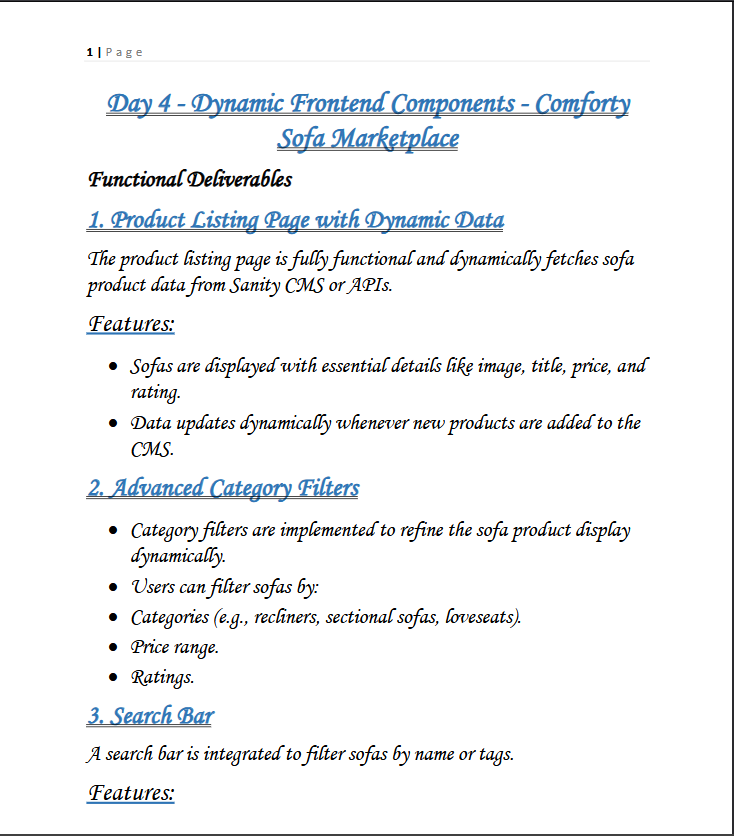 1 | Page
Day 4 - Dynamic Frontend Components - Comforty
Sofa Marketplace
Functional Deliverables
1. Product Listing Page with Dynamic Data
The product listing page is fully functional and dynamically fetches sofa
product data from Sanity CMS or APIs.
Features:
• Sofas are displayed with essential details like image, title, price, and
rating.
• Data updates dynamically whenever new products are added to the
CMS.
2. Advanced Category Filters
• Category filters are implemented to refine the sofa product display
dynamically.
• Users can filter sofas by:
• Categories (e.g., recliners, sectional sofas, loveseats).
• Price range.
• Ratings.
3. Search Bar
A search bar is integrated to filter sofas by name or tags.
Features: